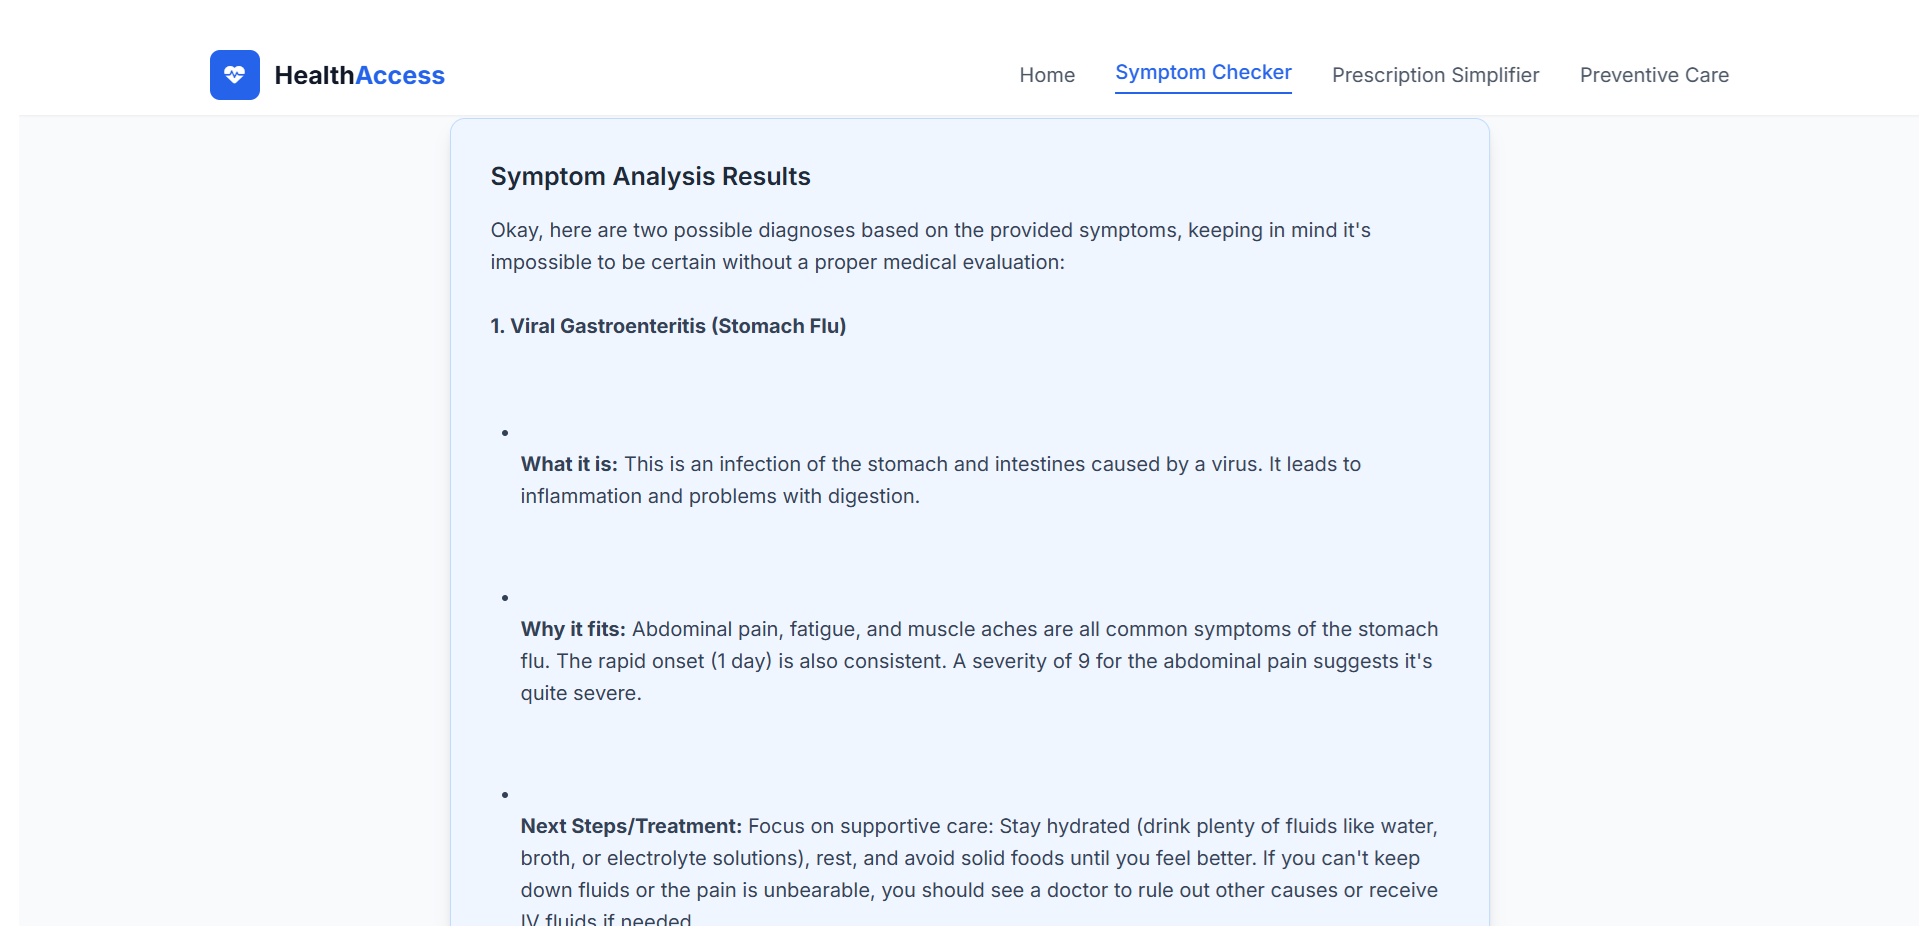 HealthAccess
Home Symptom Checker Prescription Simplifier Preventive Care
Symptom Analysis Results
Okay, here are two possible diagnoses based on the provided symptoms, keeping in mind it's
impossible to be certain without a proper medical evaluation:
1. Viral Gastroenteritis (Stomach Flu)
•
What it is: This is an infection of the stomach and intestines caused by a virus. It leads to
inflammation and problems with digestion.
•
Why it fits: Abdominal pain, fatigue, and muscle aches are all common symptoms of the stomach
flu. The rapid onset (1 day) is also consistent. A severity of 9 for the abdominal pain suggests it's
quite severe.
•
Next Steps/Treatment: Focus on supportive care: Stay hydrated (drink plenty of fluids like water,
broth, or electrolyte solutions), rest, and avoid solid foods until you feel better. If you can't keep
down fluids or the pain is unbearable, you should see a doctor to rule out other causes or receive
IV fluids if needed